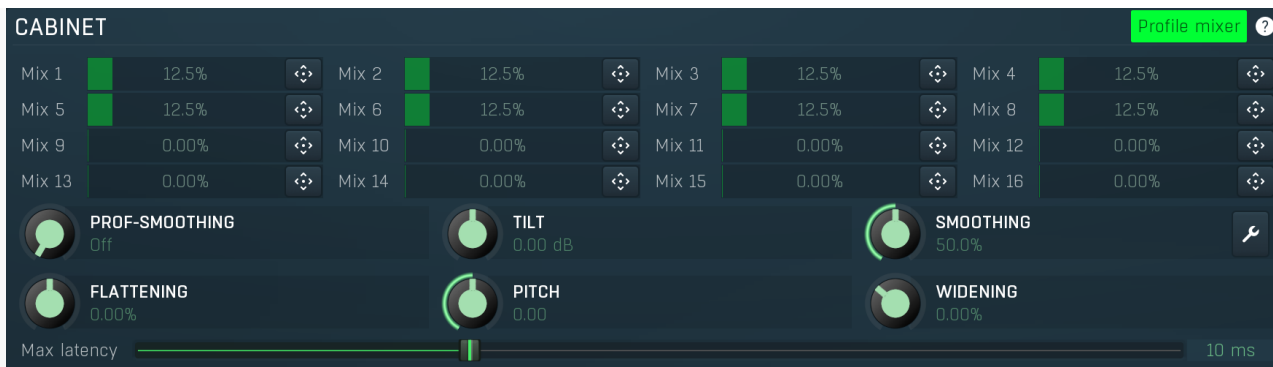 CABINET Profile mixer ?
Mix 1 12.5% Mix 2 12.5% Mix 3 12.5% Mix 4 12.5%
Mix 5 12.5% Mix 6 12.5% Mix 7 12.5% Mix 8 12.5%
Mix 9 0.00% Mix 10 0.00% Mix 11 0.00% Mix 12 0.00%
Mix 13 0.00% Mix 14 0.00% Mix 15 0.00% Mix 16 0.00%
PROF-SMOOTHING TILT SMOOTHING
Off 0.00 dB 50.0%
FLATTENING PITCH WIDENING
0.00% 0.00 0.00%
Max latency 10 ms